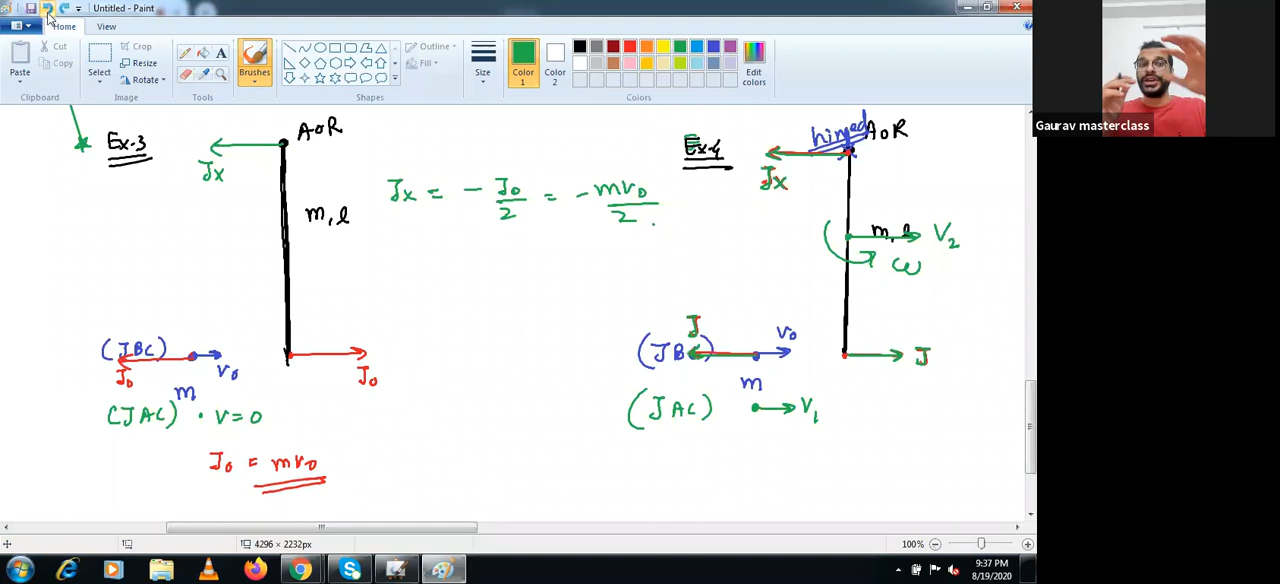 Untitled - Paint
Home
View
Paste
Cut
Copy
Clipboard
Select
Crop
Resize
Rotate
Image
Tools
Brushes
Shapes
Outline
Fill
Size
Color 1
Color 2
Edit colors
Colors
Gaurav masterclass
Ex-3
AOR
Jx
m, l
Jx = - J0/2 = - mv0/2 .
(JBC)
J0
v0
m
J0
(JAC) · v = 0
J0 = mv0
Ex-4
hinged
AOR
Jx
m, l
V2
ω
J
(JB )
v0
m
J
(JAC)
V1
4296 × 2232px
100%
9:37 PM
8/19/2020